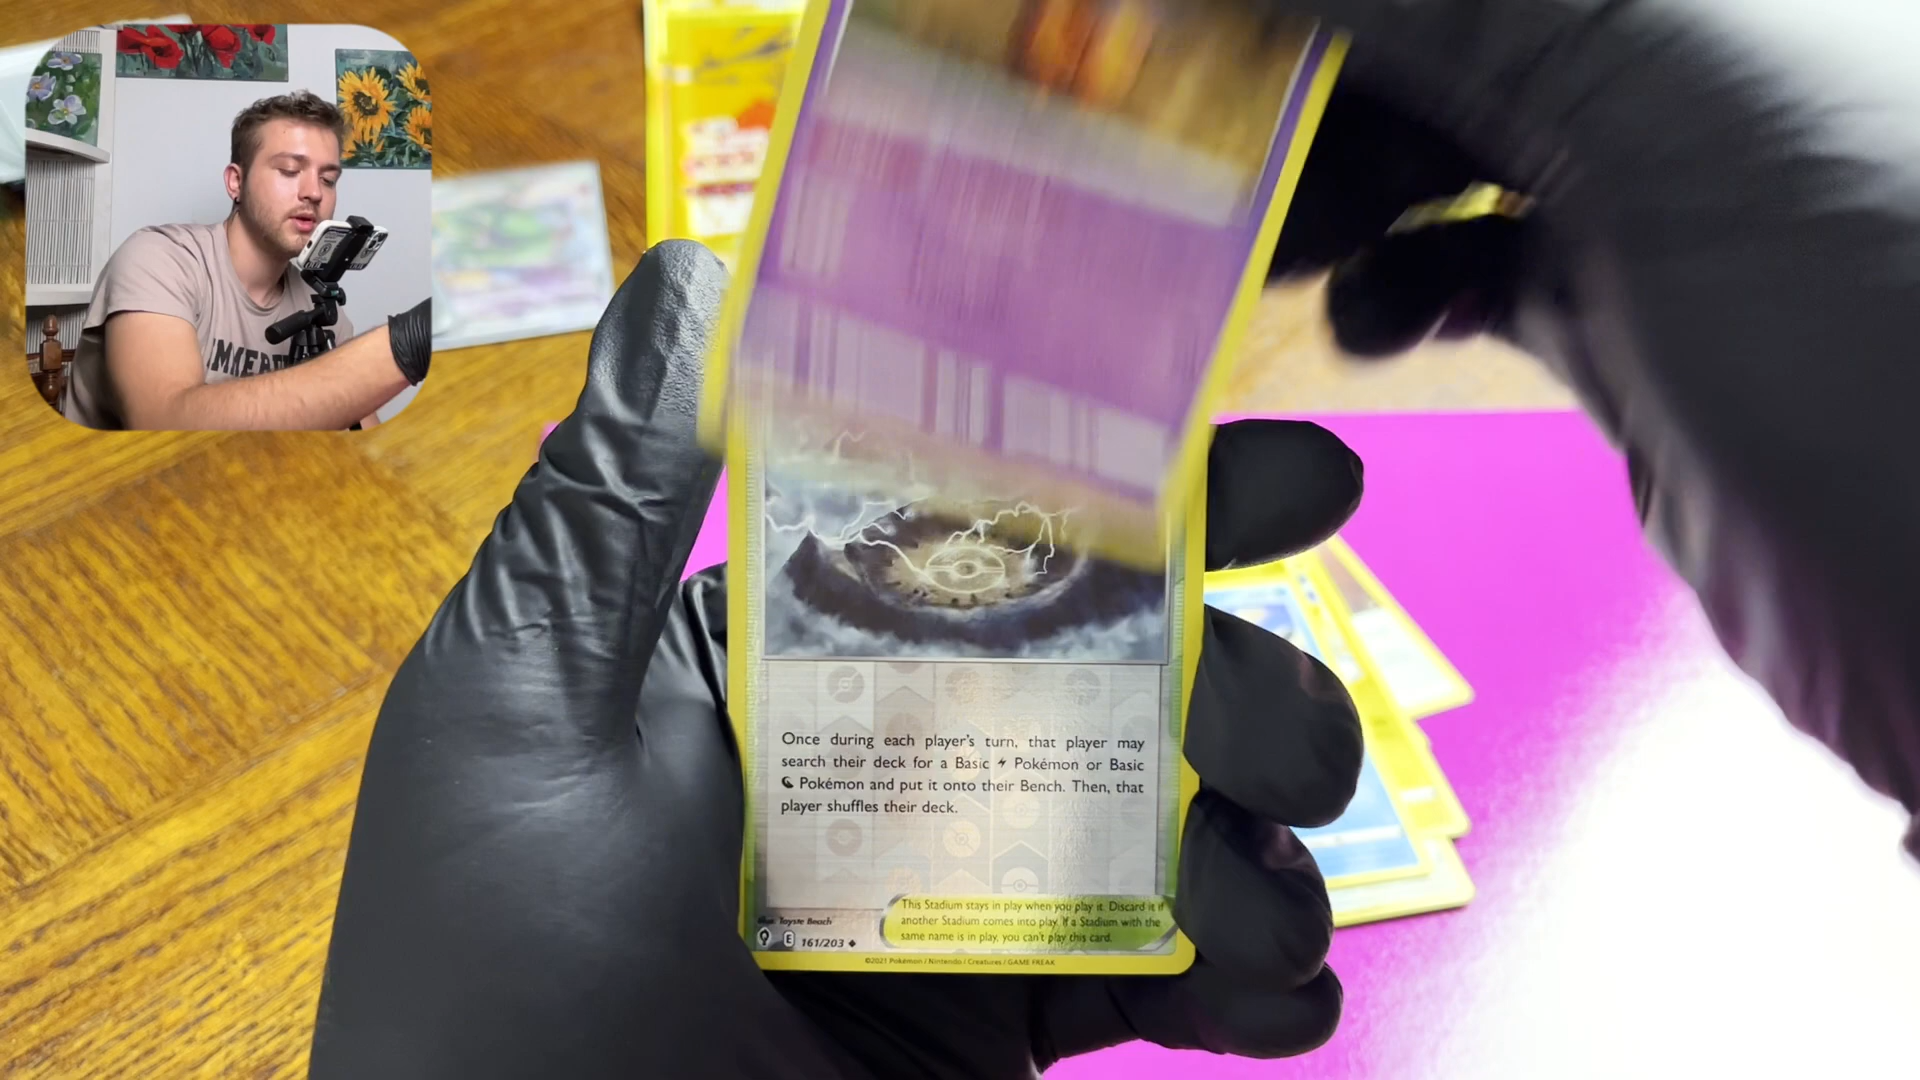 Once during each player's turn, that player may
search their deck for a Basic Pokémon or Basic
Pokémon and put it onto their Bench. Then, that
player shuffles their deck.
This Stadium stays in play when you play it. Discard it if
another Stadium comes into play. If a Stadium with the
same name is in play, you can't play this card.
Illus. Toyste Beach
E 161/203
©2021 Pokémon / Nintendo / Creatures / GAME FREAK